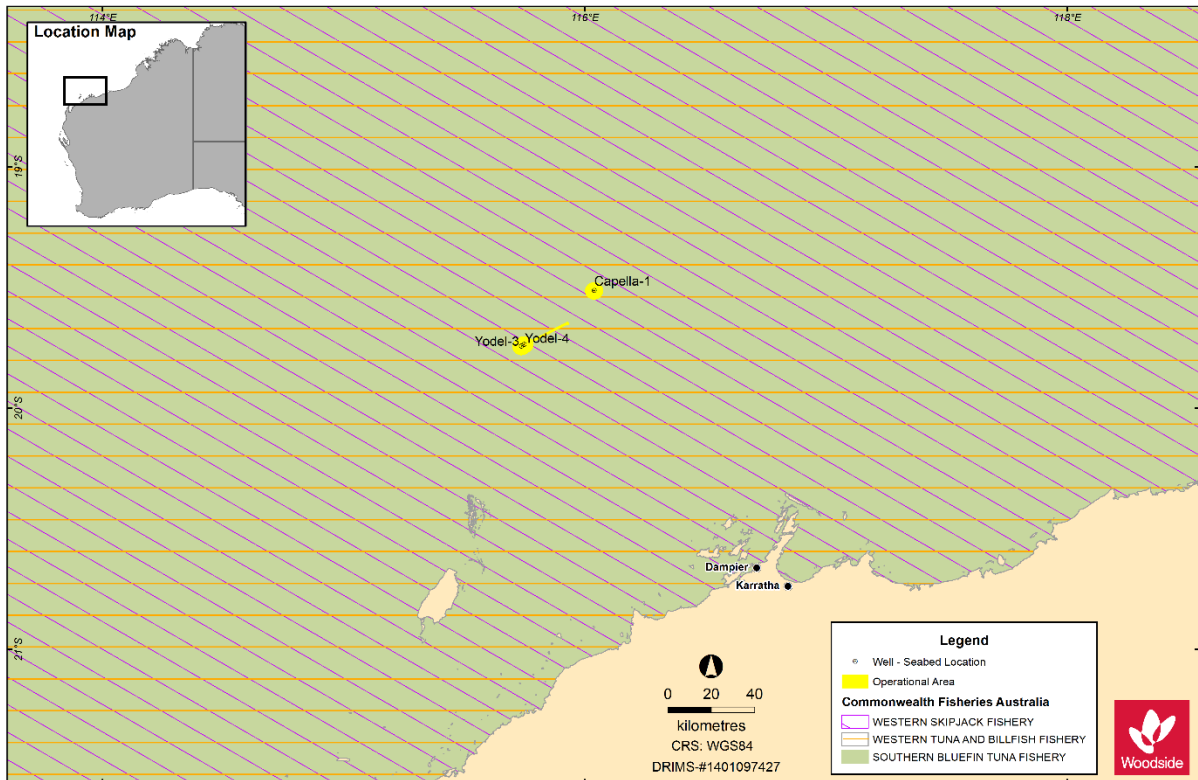 114°E
116°E
118°E
Location Map
19°S
Capella-1
Yodel-3
Yodel-4
20°S
Dampier
Karratha
21°S
0 20 40
kilometres
CRS: WGS84
DRIMS-#1401097427
Legend
Well - Seabed Location
Operational Area
Commonwealth Fisheries Australia
WESTERN SKIPJACK FISHERY
WESTERN TUNA AND BILLFISH FISHERY
SOUTHERN BLUEFIN TUNA FISHERY
Woodside